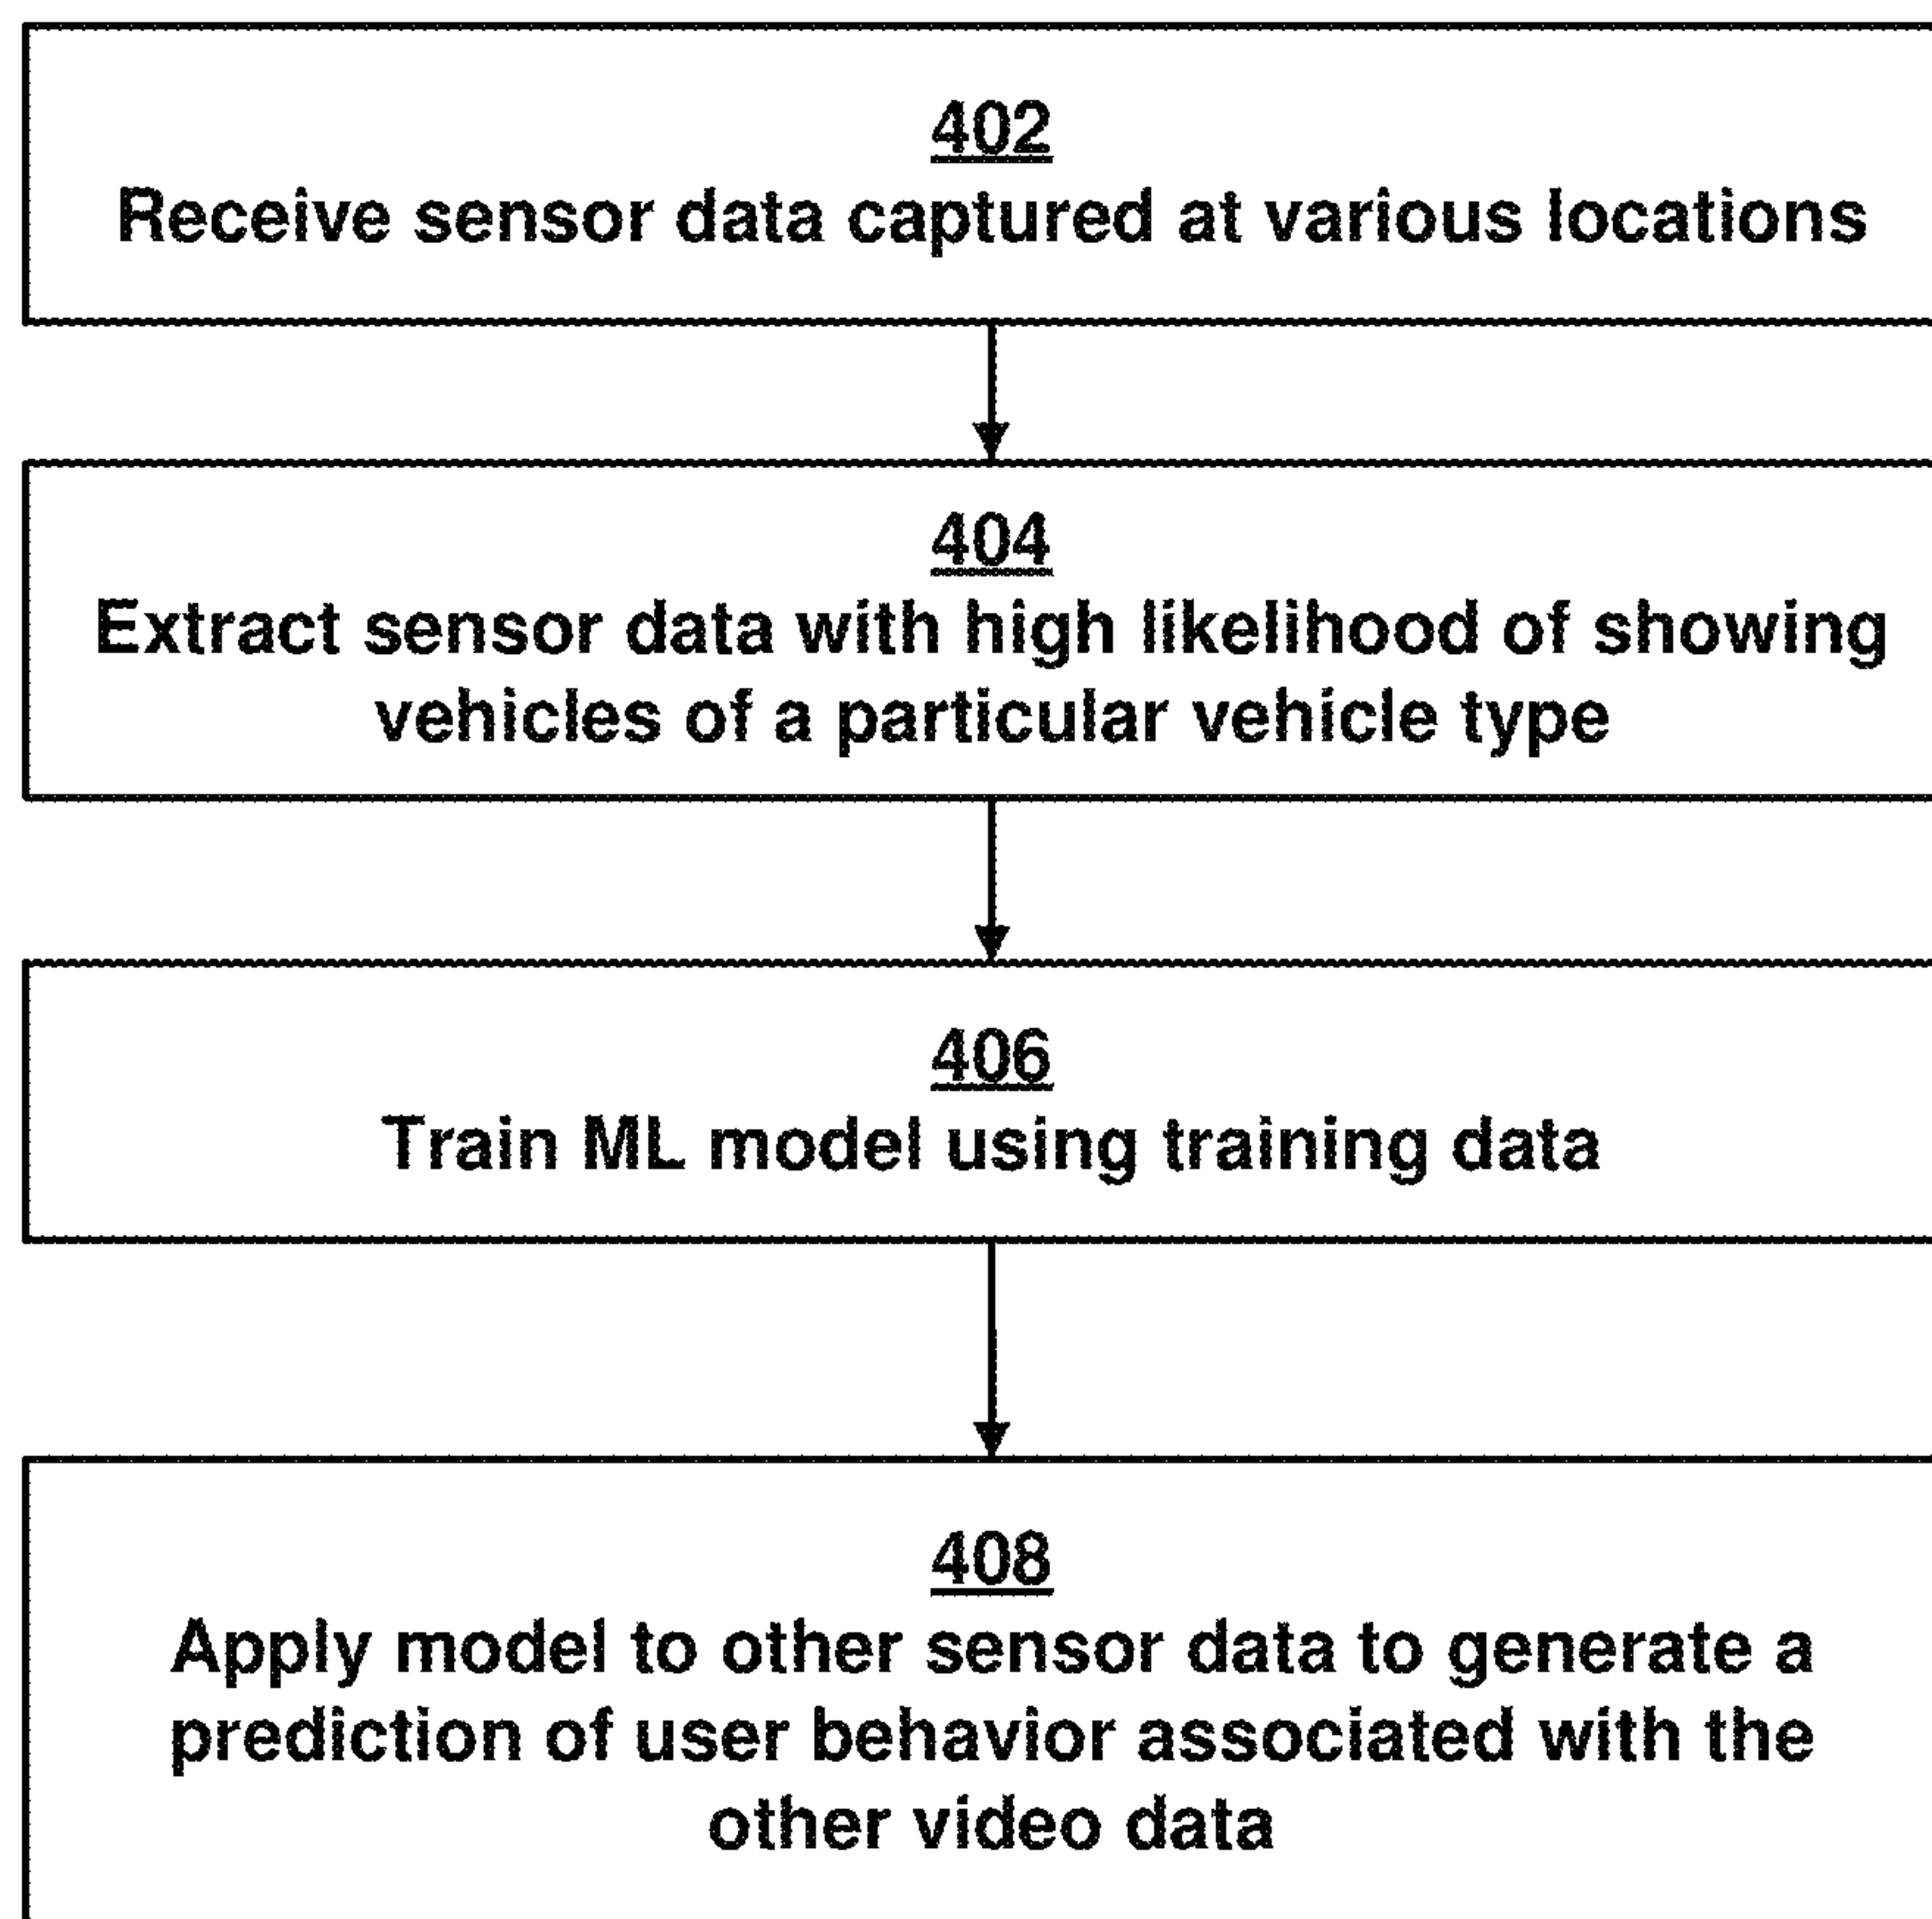 402
Receive sensor data captured at various locations
404
Extract sensor data with high likelihood of showing
vehicles of a particular vehicle type
406
Train ML model using training data
408
Apply model to other sensor data to generate a
prediction of user behavior associated with the
other video data